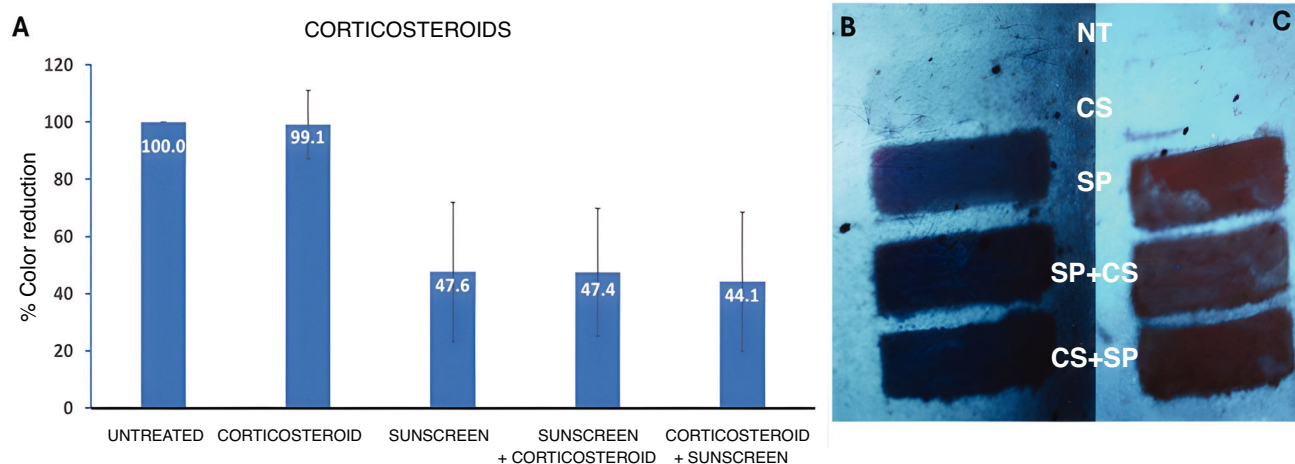 A
CORTICOSTEROIDS
% Color reduction
120
100
80
60
40
20
0
100.0
99.1
47.6
47.4
44.1
UNTREATED
CORTICOSTEROID
SUNSCREEN
SUNSCREEN
+ CORTICOSTEROID
CORTICOSTEROID
+ SUNSCREEN
B
C
NT
CS
SP
SP+CS
CS+SP